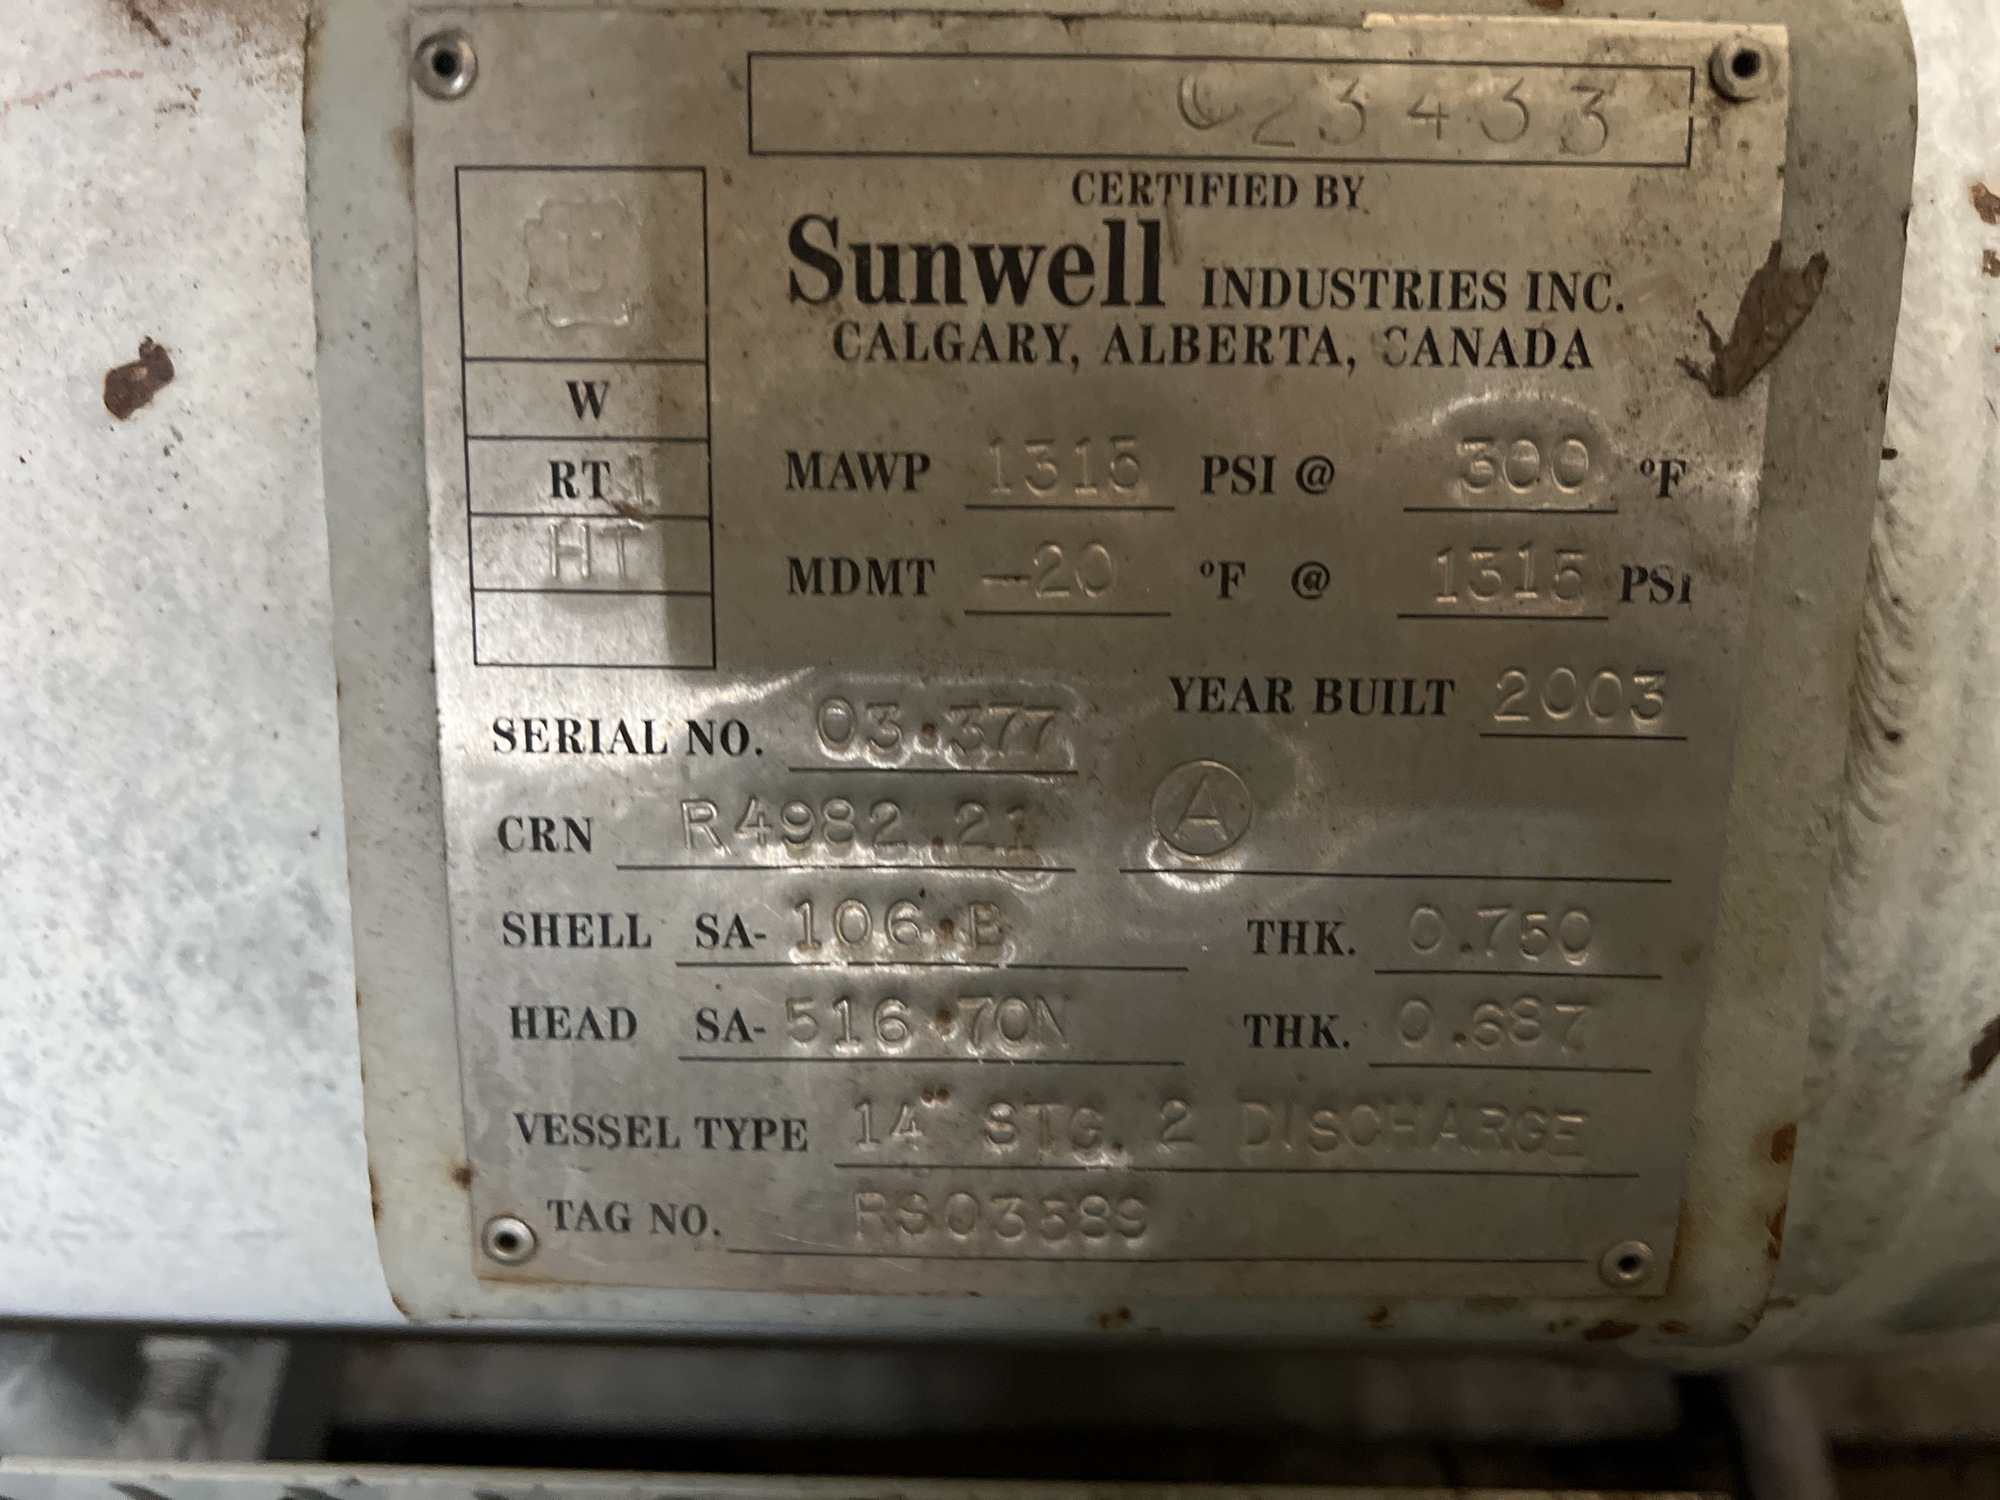 623433
CERTIFIED BY
Sunwell INDUSTRIES INC.
CALGARY, ALBERTA, CANADA
U
W
RT 1
HT
MAWP 1315 PSI @ 300 °F
MDMT -20 °F @ 1315 PSI
YEAR BUILT 2003
SERIAL NO. 03.377
CRN R4982.21 A
SHELL SA- 106.B THK. 0.750
HEAD SA- 516.70N THK. 0.687
VESSEL TYPE 14" STG. 2 DISCHARGE
TAG NO. RS03589